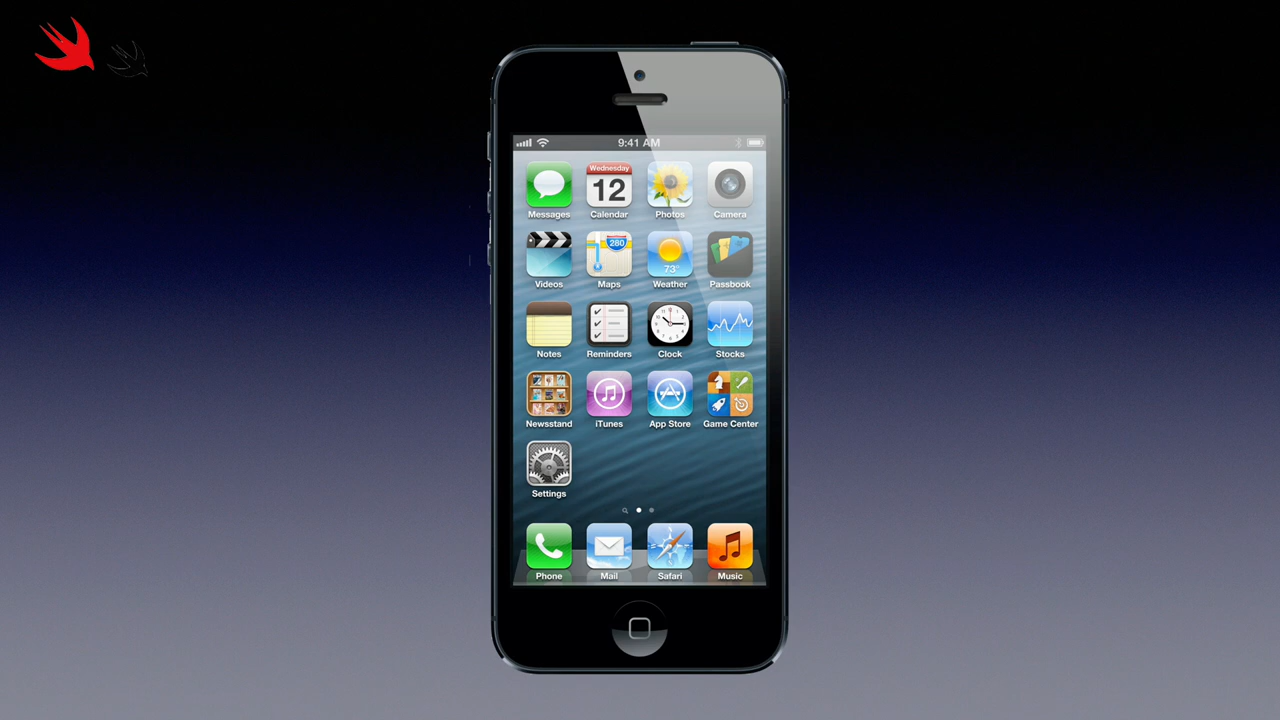 9:41 AM
Wednesday
12
280
73°
Messages Calendar Photos Camera
Videos Maps Weather Passbook
Notes Reminders Clock Stocks
Newsstand iTunes App Store Game Center
Settings
Phone Mail Safari Music